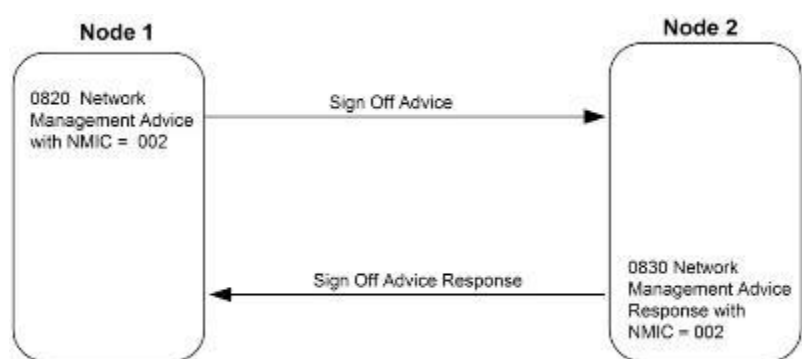 Node 1
Node 2
0820 Network
Management Advice
with NMIC = 002
Sign Off Advice
Sign Off Advice Response
0830 Network
Management Advice
Response with
NMIC = 002